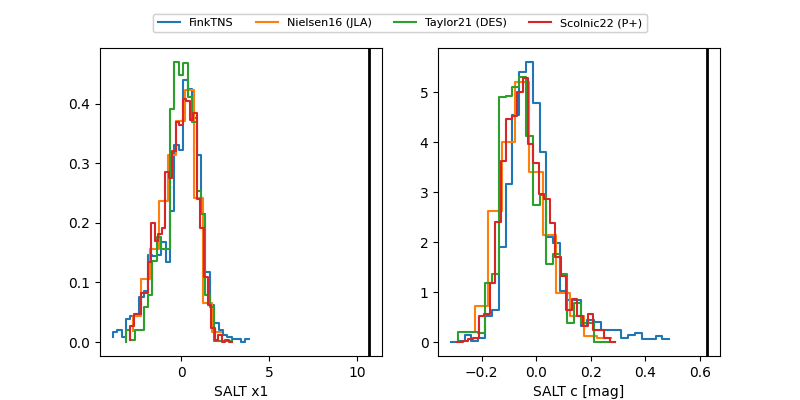 FinkTNS Nielsen16 (JLA) Taylor21 (DES) Scolnic22 (P+)
0.4
0.3
0.2
0.1
0.0
0 5 10
SALT x1
5
4
3
2
1
0
−0.2 0.0 0.2 0.4 0.6
SALT c [mag]